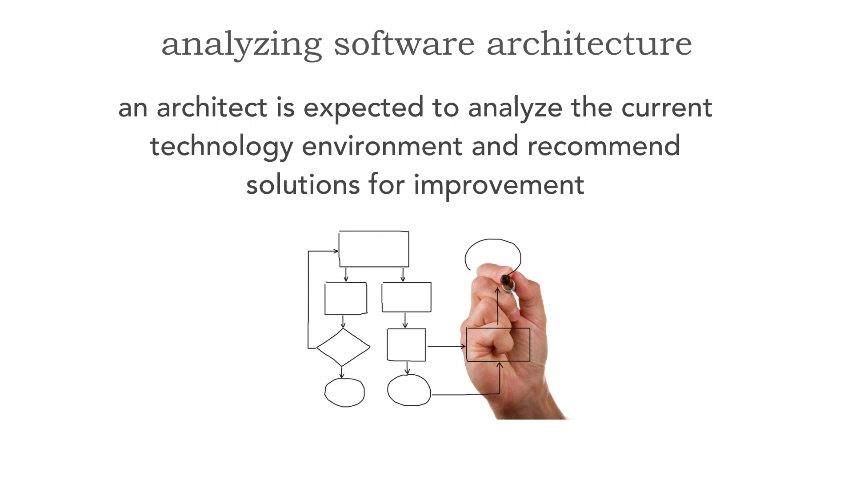 analyzing software architecture
an architect is expected to analyze the current
technology environment and recommend
solutions for improvement